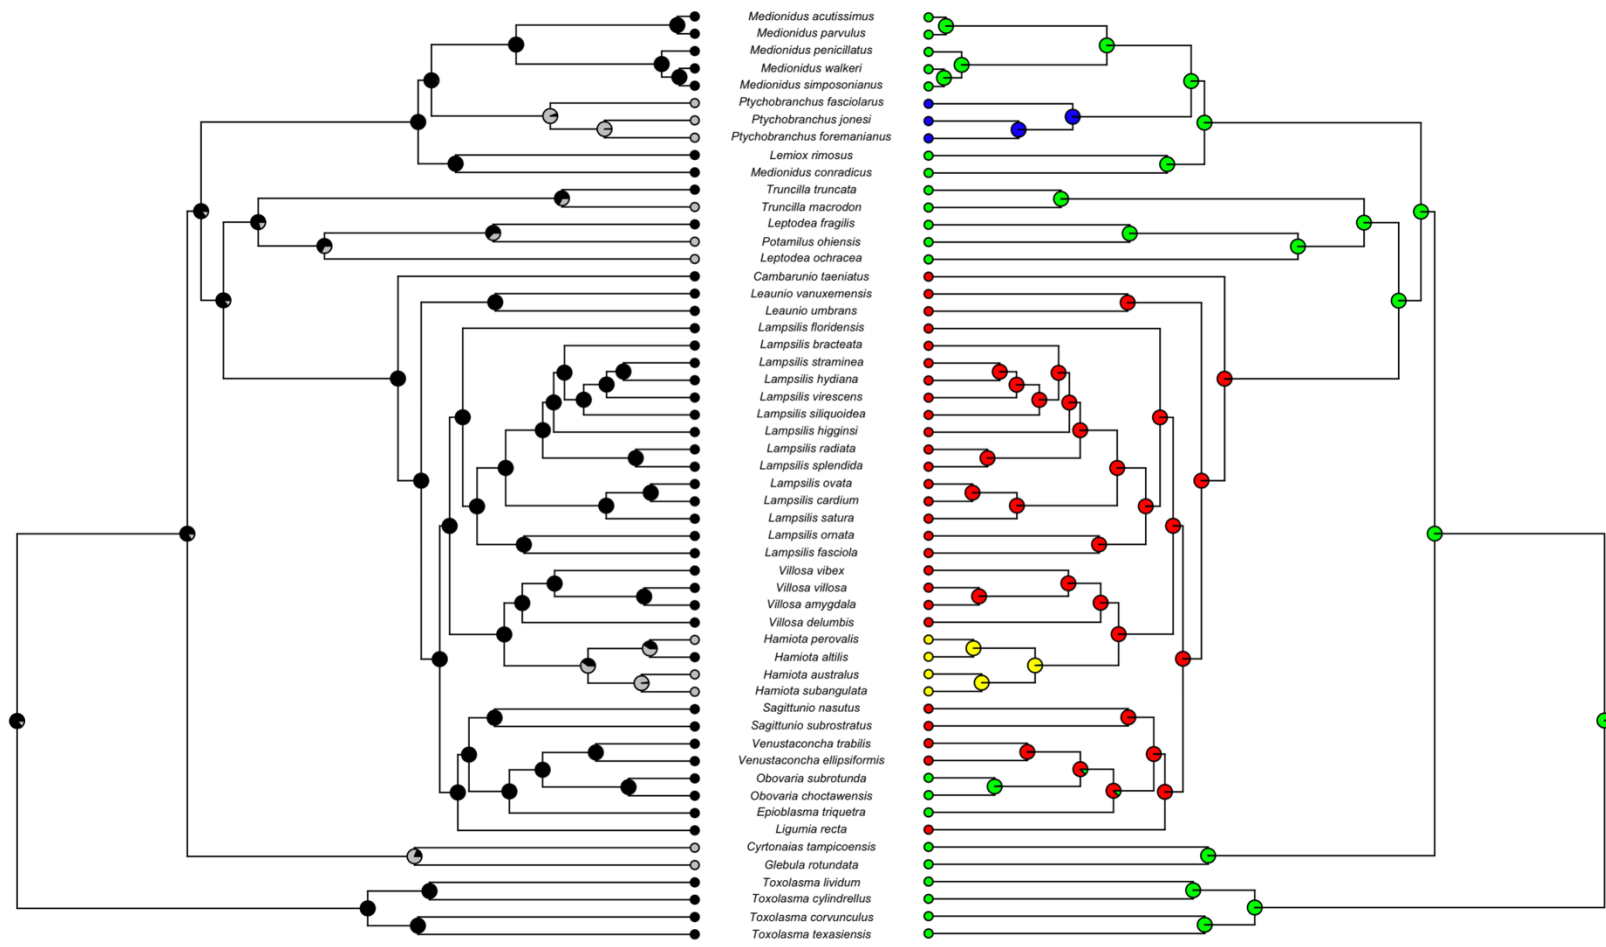 Medionidus acutissimus
Medionidus parvulus
Medionidus penicillatus
Medionidus walkeri
Medionidus simposonianus
Ptychobranchus fasciolarus
Ptychobranchus jonesi
Ptychobranchus foremanianus
Lemiox rimosus
Medionidus conradicus
Truncilla truncata
Truncilla macrodon
Leptodea fragilis
Potamilus ohiensis
Leptodea ochracea
Cambarunio taeniatus
Leaunio vanuxemensis
Leaunio umbrans
Lampsilis floridensis
Lampsilis bracteata
Lampsilis straminea
Lampsilis hydiana
Lampsilis virescens
Lampsilis siliquoidea
Lampsilis higginsi
Lampsilis radiata
Lampsilis splendida
Lampsilis ovata
Lampsilis cardium
Lampsilis satura
Lampsilis ornata
Lampsilis fasciola
Villosa vibex
Villosa villosa
Villosa amygdala
Villosa delumbis
Hamiota perovalis
Hamiota altilis
Hamiota australus
Hamiota subangulata
Sagittunio nasutus
Sagittunio subrostratus
Venustaconcha trabilis
Venustaconcha ellipsiformis
Obovaria subrotunda
Obovaria choctawensis
Epioblasma triquetra
Ligumia recta
Cyrtonaias tampicoensis
Glebula rotundata
Toxolasma lividum
Toxolasma cylindrellus
Toxolasma corvunculus
Toxolasma texasiensis